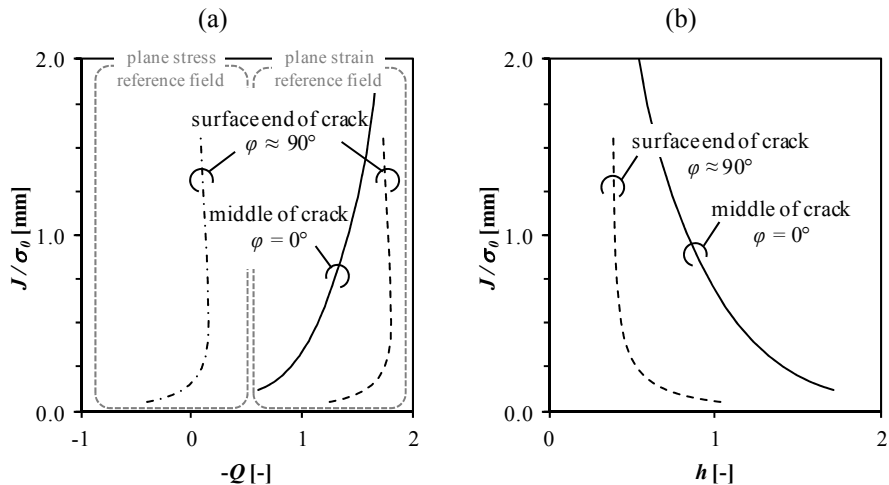 (a)
plane stress
reference field
plane strain
reference field
surface end of crack
φ ≈ 90°
middle of crack
φ = 0°
J / σ₀ [mm]
2.0
1.0
0.0
-1
0
1
2
-Q [-]
(b)
surface end of crack
φ ≈ 90°
middle of crack
φ = 0°
J / σ₀ [mm]
2.0
1.0
0.0
0
1
2
h [-]